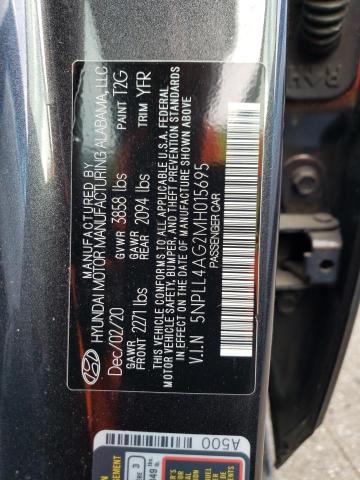 MANUFACTURED BY
HYUNDAI MOTOR MANUFACTURING ALABAMA, LLC
Dec/02/20 GVWR 3858 lbs PAINT T2G
GAWR FRONT 2271 lbs GAWR REAR 2094 lbs TRIM YFR
THIS VEHICLE CONFORMS TO ALL APPLICABLE U.S.A. FEDERAL
MOTOR VEHICLE SAFETY, BUMPER, AND THEFT PREVENTION STANDARDS
IN EFFECT ON THE DATE OF MANUFACTURE SHOWN ABOVE.
V.I.N 5NPLL4AG2MH015695
PASSENGER CAR
A500
3